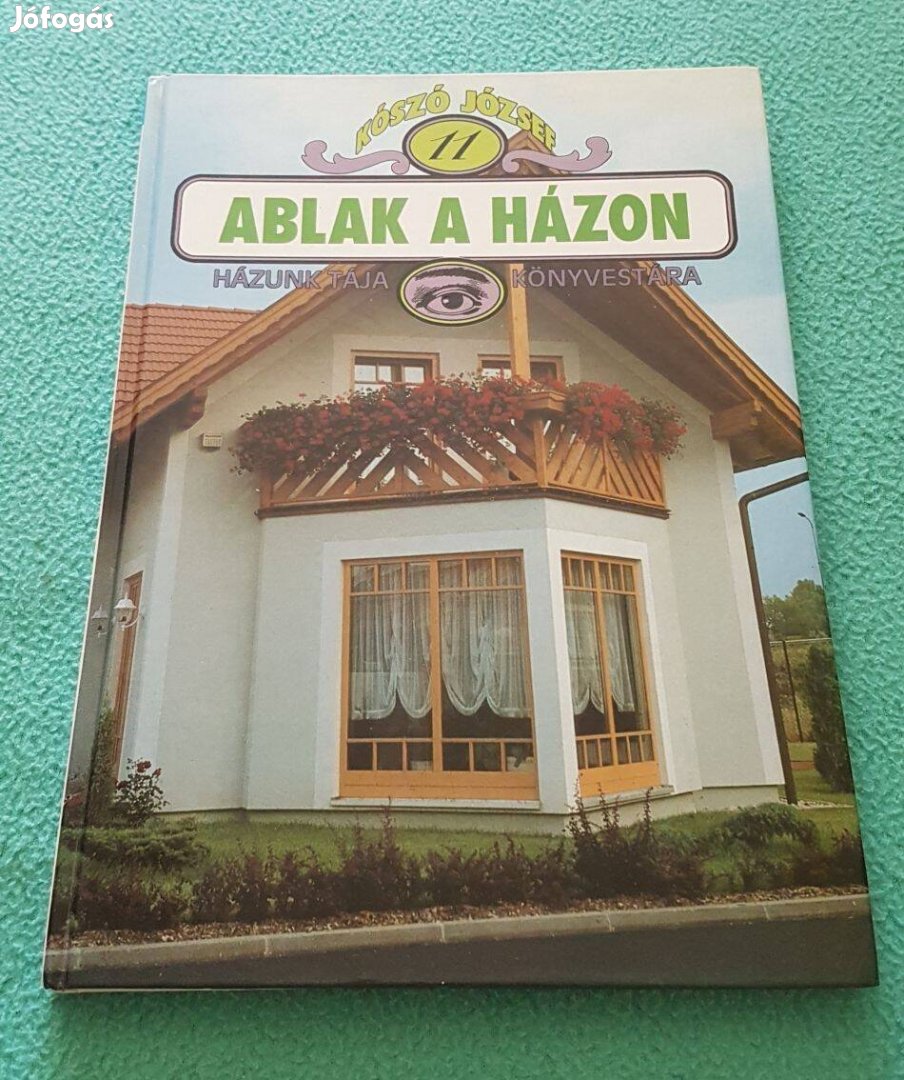 Jófogás
KÓSZÓ JÓZSEF
11
ABLAK A HÁZON
HÁZUNK TÁJA KÖNYVESTÁRA